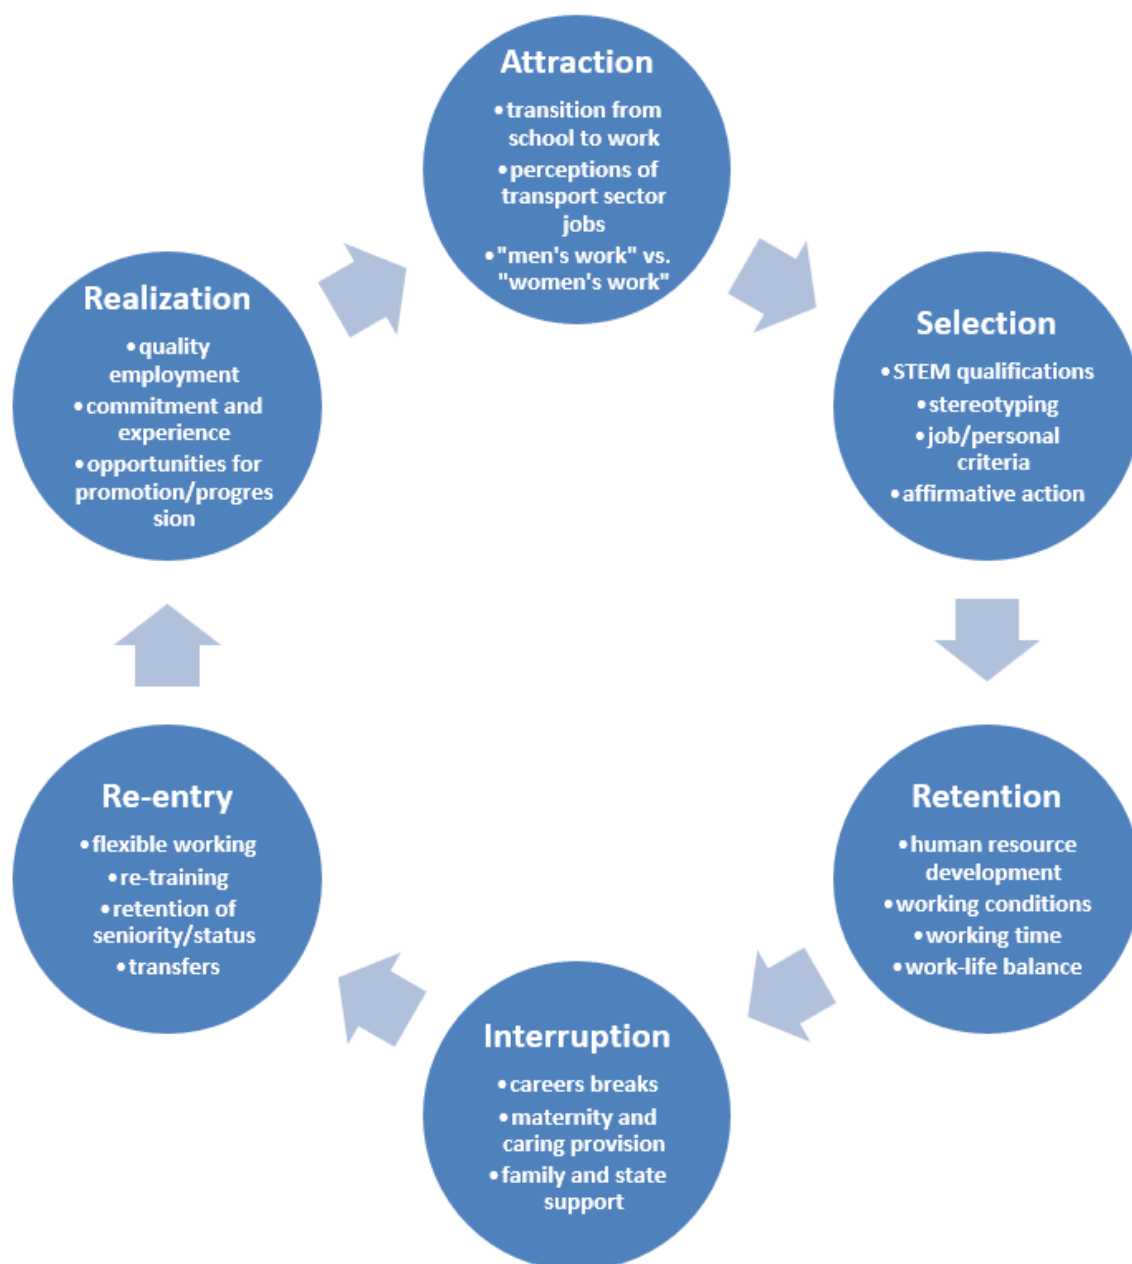 Attraction
•transition from
school to work
•perceptions of
transport sector
jobs
•"men's work" vs.
"women's work"
Selection
•STEM qualifications
•stereotyping
•job/personal
criteria
•affirmative action
Retention
•human resource
development
•working conditions
•working time
•work-life balance
Interruption
•careers breaks
•maternity and
caring provision
•family and state
support
Re-entry
•flexible working
•re-training
•retention of
seniority/status
•transfers
Realization
•quality
employment
•commitment and
experience
•opportunities for
promotion/progres
sion